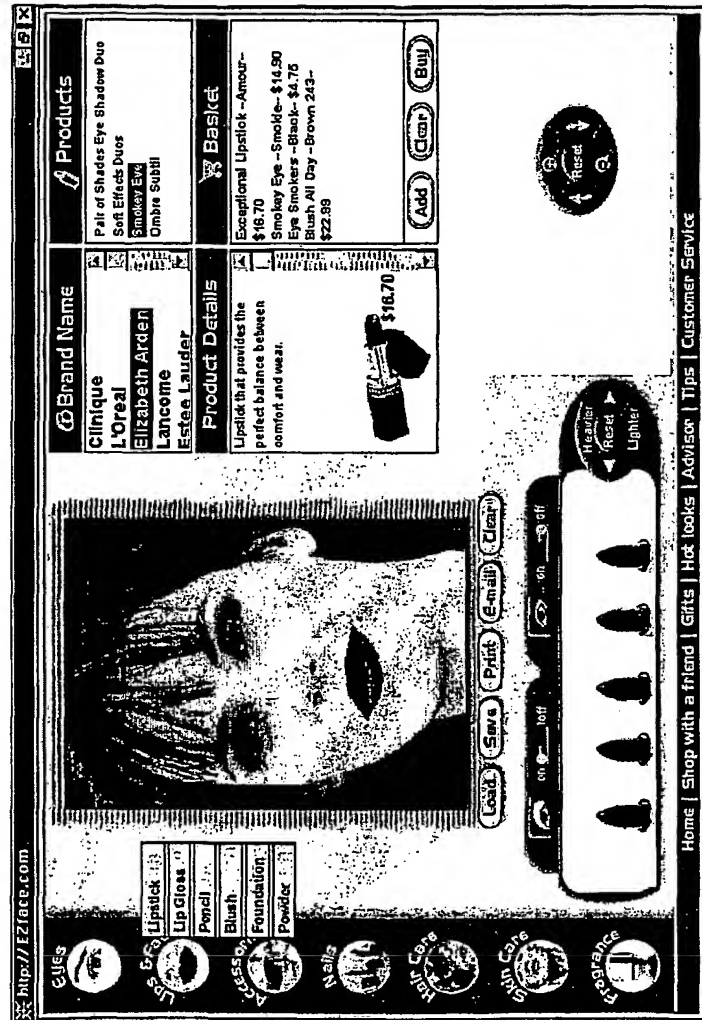 http://EZface.com
Eyes
Lips & Fa
Accessor
Nails
Hair Care
Skin Care
Fragrance
Lipstick
Lip Gloss
Pencil
Blush
Foundation
Powder
Load
Save
Print
E-mail
Clear
on
off
on
off
Heavier
Reset
Lighter
Brand Name
Clinique
L'Oreal
Elizabeth Arden
Lancome
Estee Lauder
Products
Pair of Shades Eye Shadow Duo
Soft Effects Duos
Smokey Eye
Ombre Subtil
Product Details
Lipstick that provides the
perfect balance between
comfort and wear.
$16.70
Basket
Exceptional Lipstick --Amour--
$16.70
Smokey Eye --Smokie-- $14.90
Eye Smokers --Black-- $4.75
Blush All Day --Brown 243--
$22.99
Add
Clear
Buy
Reset
Home | Shop with a friend | Gifts | Hot looks | Advisor | Tips | Customer Service